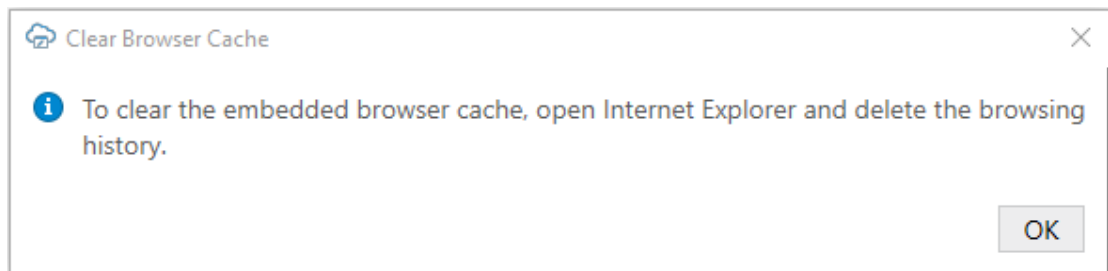 Clear Browser Cache
To clear the embedded browser cache, open Internet Explorer and delete the browsing
history.
OK